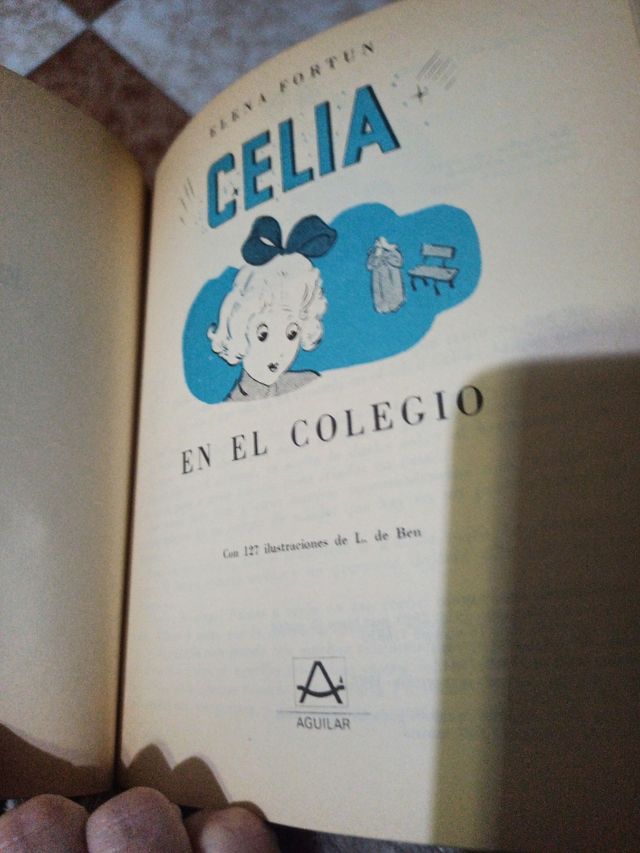 ELENA FORTUN
CELIA
EN EL COLEGIO
Con 127 ilustraciones de L. de Ben
A
AGUILAR